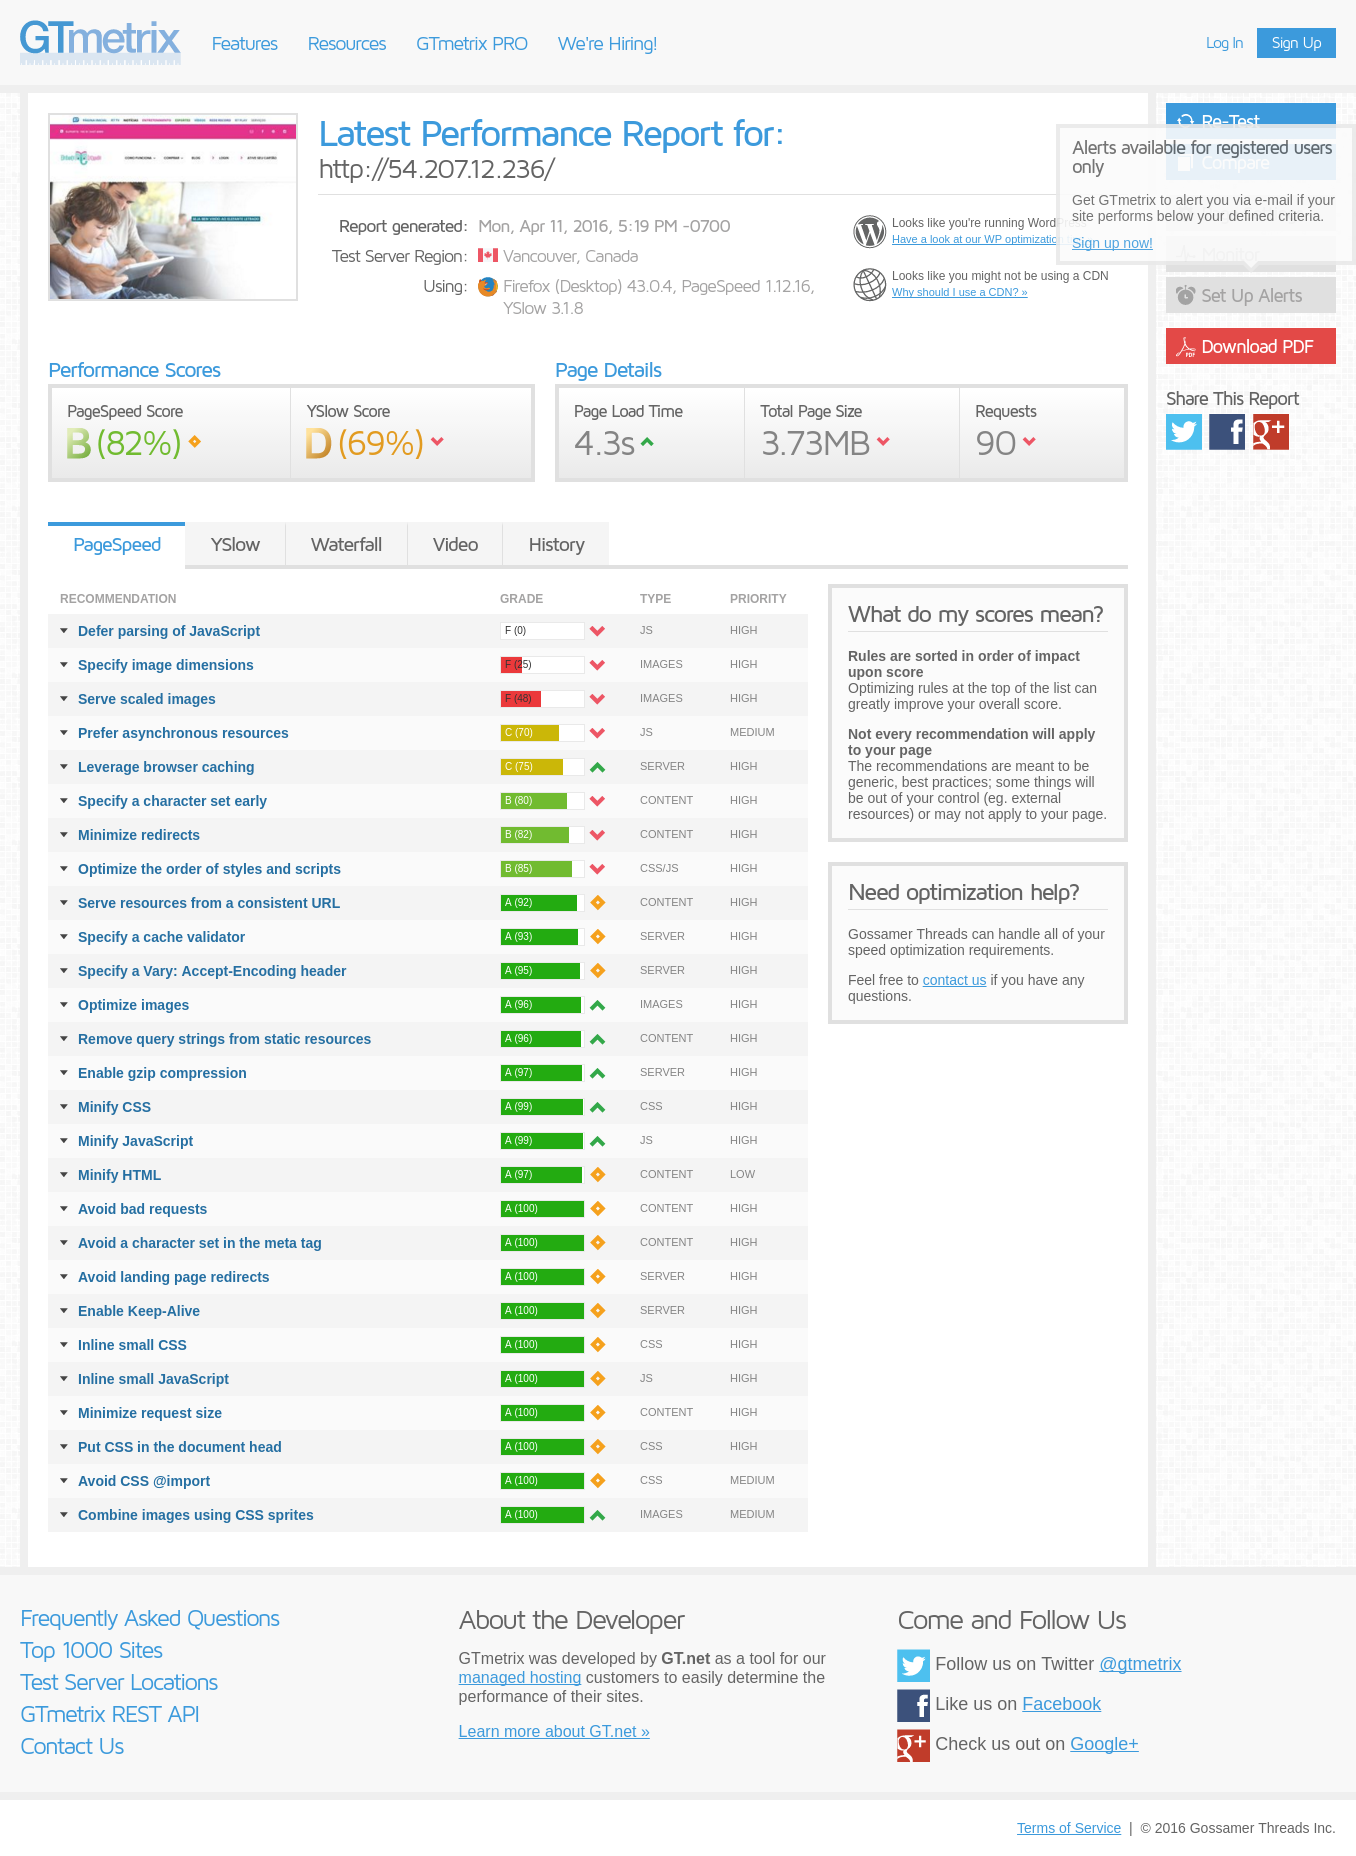 GTmetrix
Features Resources GTmetrix PRO We're Hiring!
Log In Sign Up
Latest Performance Report for:
http://54.207.12.236/
Report generated: Mon, Apr 11, 2016, 5:19 PM -0700
Test Server Region: Vancouver, Canada
Using: Firefox (Desktop) 43.0.4, PageSpeed 1.12.16,
YSlow 3.1.8
Looks like you're running WordPress
Have a look at our WP optimization
Looks like you might not be using a CDN
Why should I use a CDN? »
Re-Test
Compare
Alerts available for registered users
only
Get GTmetrix to alert you via e-mail if your
site performs below your defined criteria.
Sign up now!
Monitor
Set Up Alerts
Download PDF
Share This Report
Performance Scores
PageSpeed Score
B (82%)
YSlow Score
D (69%)
Page Details
Page Load Time
4.3s
Total Page Size
3.73MB
Requests
90
PageSpeed YSlow Waterfall Video History
RECOMMENDATION GRADE TYPE PRIORITY
Defer parsing of JavaScript F (0) JS HIGH
Specify image dimensions F (25) IMAGES HIGH
Serve scaled images F (48) IMAGES HIGH
Prefer asynchronous resources C (70) JS MEDIUM
Leverage browser caching C (75) SERVER HIGH
Specify a character set early B (80) CONTENT HIGH
Minimize redirects B (82) CONTENT HIGH
Optimize the order of styles and scripts B (85) CSS/JS HIGH
Serve resources from a consistent URL A (92) CONTENT HIGH
Specify a cache validator A (93) SERVER HIGH
Specify a Vary: Accept-Encoding header A (95) SERVER HIGH
Optimize images A (96) IMAGES HIGH
Remove query strings from static resources A (96) CONTENT HIGH
Enable gzip compression A (97) SERVER HIGH
Minify CSS A (99) CSS HIGH
Minify JavaScript A (99) JS HIGH
Minify HTML A (97) CONTENT LOW
Avoid bad requests A (100) CONTENT HIGH
Avoid a character set in the meta tag A (100) CONTENT HIGH
Avoid landing page redirects A (100) SERVER HIGH
Enable Keep-Alive A (100) SERVER HIGH
Inline small CSS A (100) CSS HIGH
Inline small JavaScript A (100) JS HIGH
Minimize request size A (100) CONTENT HIGH
Put CSS in the document head A (100) CSS HIGH
Avoid CSS @import A (100) CSS MEDIUM
Combine images using CSS sprites A (100) IMAGES MEDIUM
What do my scores mean?
Rules are sorted in order of impact
upon score
Optimizing rules at the top of the list can
greatly improve your overall score.
Not every recommendation will apply
to your page
The recommendations are meant to be
generic, best practices; some things will
be out of your control (eg. external
resources) or may not apply to your page.
Need optimization help?
Gossamer Threads can handle all of your
speed optimization requirements.
Feel free to contact us if you have any
questions.
Frequently Asked Questions
Top 1000 Sites
Test Server Locations
GTmetrix REST API
Contact Us
About the Developer
GTmetrix was developed by GT.net as a tool for our
managed hosting customers to easily determine the
performance of their sites.
Learn more about GT.net »
Come and Follow Us
Follow us on Twitter @gtmetrix
Like us on Facebook
Check us out on Google+
Terms of Service | © 2016 Gossamer Threads Inc.